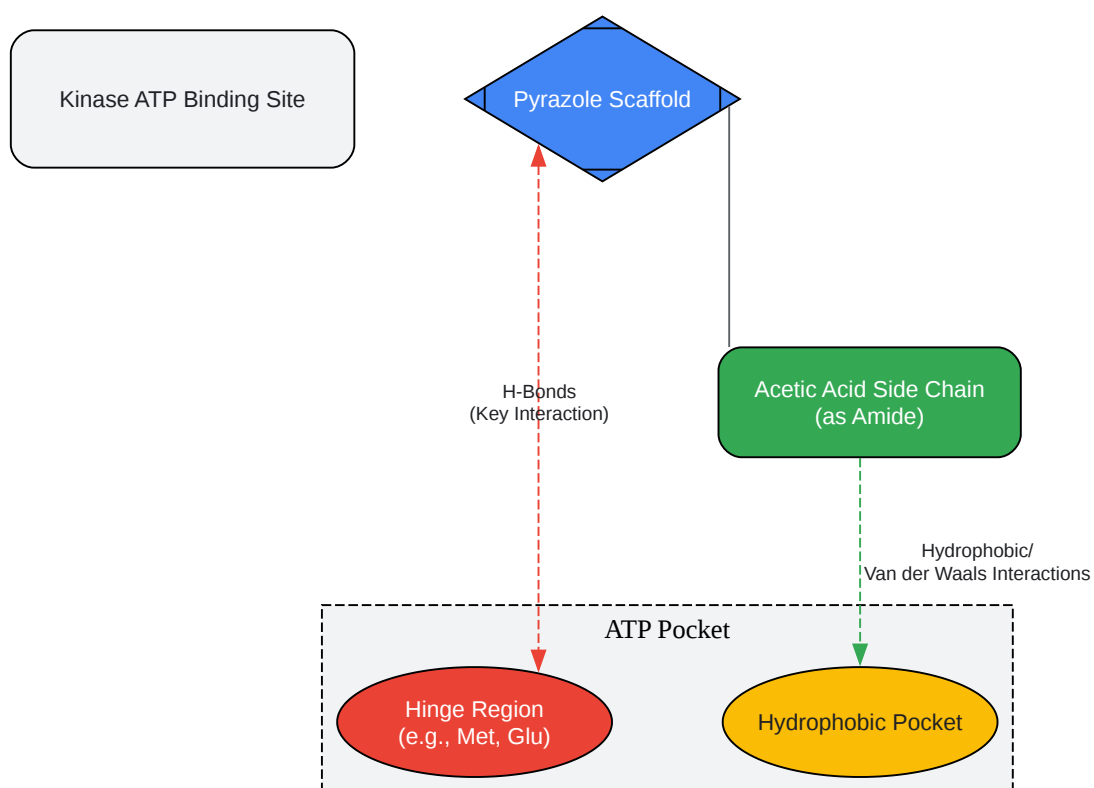 Kinase ATP Binding Site
Pyrazole Scaffold
H-Bonds
(Key Interaction)
Acetic Acid Side Chain
(as Amide)
Hydrophobic/
Van der Waals Interactions
ATP Pocket
Hinge Region
(e.g., Met, Glu)
Hydrophobic Pocket